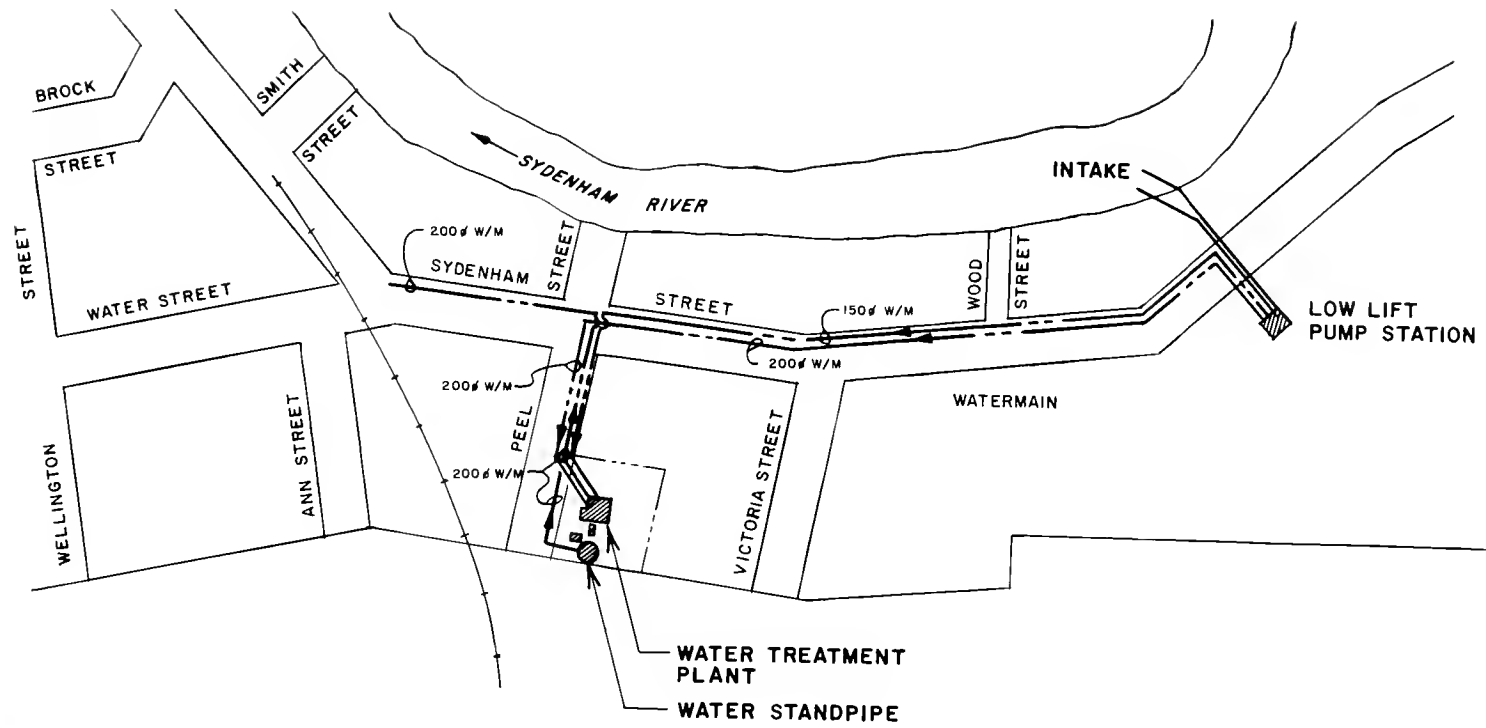 BROCK
SMITH
STREET
STREET
SYDENHAM
RIVER
INTAKE
200ø W/M
STREET
WATER STREET
SYDENHAM
STREET
STREET
WOOD
STREET
150ø W/M
200ø W/M
LOW LIFT
PUMP STATION
200ø W/M
WATERMAIN
PEEL
WELLINGTON
ANN STREET
200ø W/M
VICTORIA STREET
WATER TREATMENT
PLANT
WATER STANDPIPE